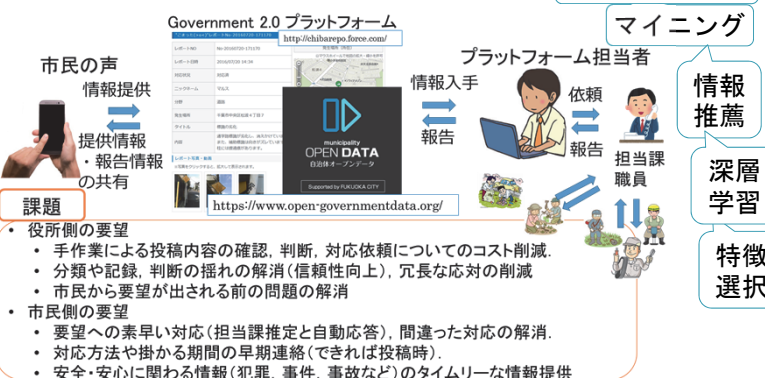 Government 2.0 プラットフォーム
マイニング
http://chibarepo.force.com/
市民の声
プラットフォーム担当者
情報提供
情報入手
依頼
情報
推薦
提供情報
・報告情報
の共有
報告
報告
担当課
職員
municipality
OPEN DATA
自治体オープンデータ
Supported by FUKUOKA CITY
深層
学習
https://www.open-governmentdata.org/
課題
特徴
選択
• 役所側の要望
• 手作業による投稿内容の確認, 判断, 対応依頼についてのコスト削減.
• 分類や記録, 判断の揺れの解消(信頼性向上), 冗長な応対の削減
• 市民から要望が出される前の問題の解消
• 市民側の要望
• 要望への素早い対応(担当課推定と自動応答), 間違った対応の解消.
• 対応方法や掛かる期間の早期連絡(できれば投稿時).
• 安全・安心に関わる情報(犯罪, 事件, 事故など)のタイムリーな情報提供